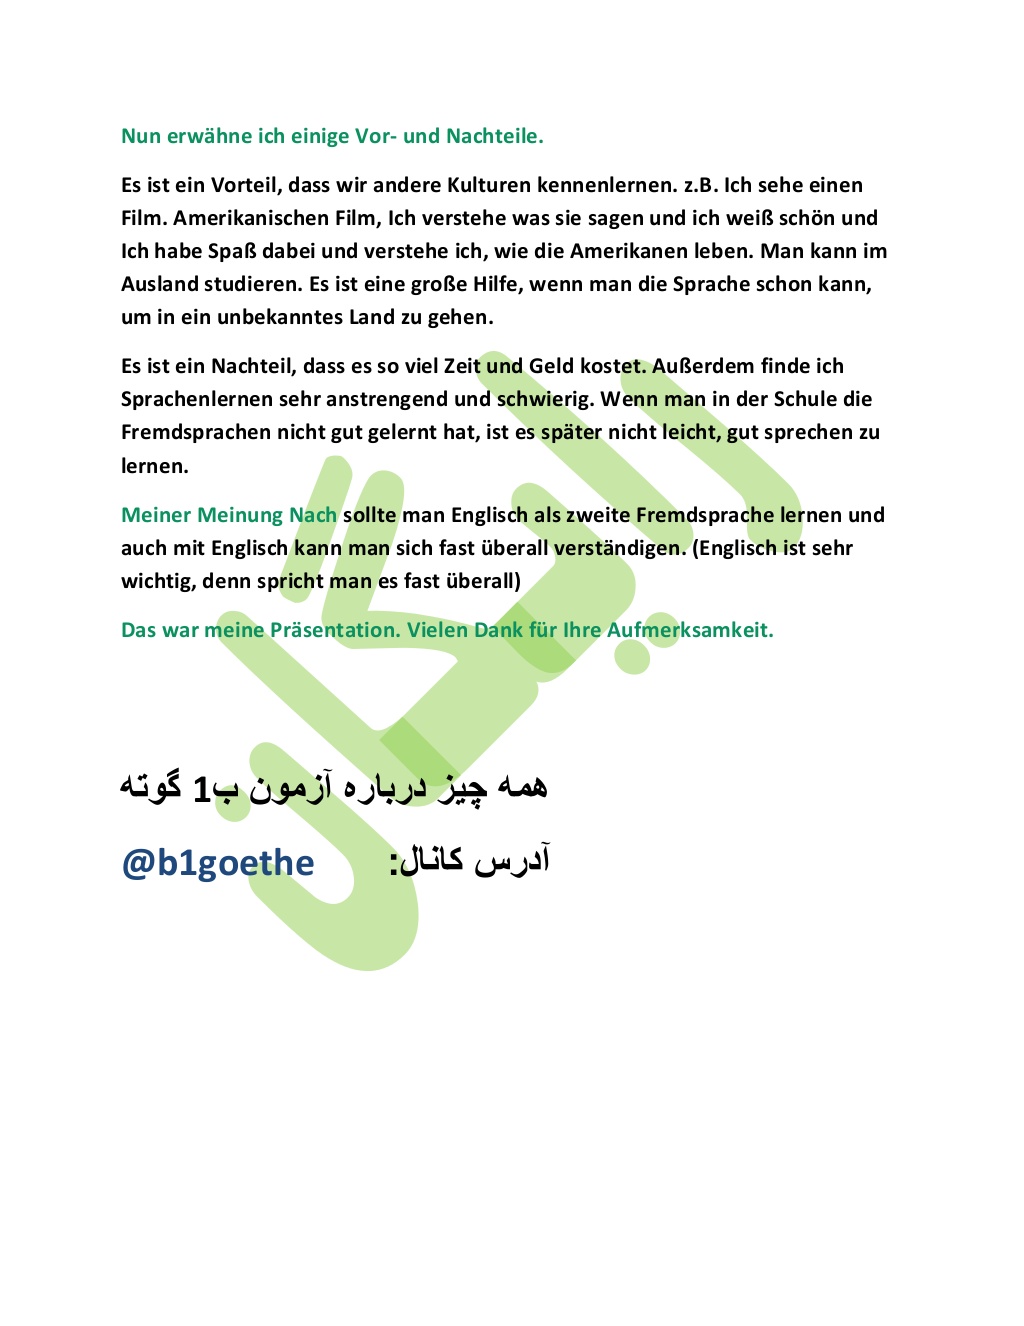 Nun erwähne ich einige Vor- und Nachteile.
Es ist ein Vorteil, dass wir andere Kulturen kennenlernen. z.B. Ich sehe einen
Film. Amerikanischen Film, Ich verstehe was sie sagen und ich weiß schön und
Ich habe Spaß dabei und verstehe ich, wie die Amerikanen leben. Man kann im
Ausland studieren. Es ist eine große Hilfe, wenn man die Sprache schon kann,
um in ein unbekanntes Land zu gehen.
Es ist ein Nachteil, dass es so viel Zeit und Geld kostet. Außerdem finde ich
Sprachenlernen sehr anstrengend und schwierig. Wenn man in der Schule die
Fremdsprachen nicht gut gelernt hat, ist es später nicht leicht, gut sprechen zu
lernen.
Meiner Meinung Nach sollte man Englisch als zweite Fremdsprache lernen und
auch mit Englisch kann man sich fast überall verständigen. (Englisch ist sehr
wichtig, denn spricht man es fast überall)
Das war meine Präsentation. Vielen Dank für Ihre Aufmerksamkeit.
همه چیز درباره آزمون ب1 گوته
آدرس کانال: @b1goethe
رایگان